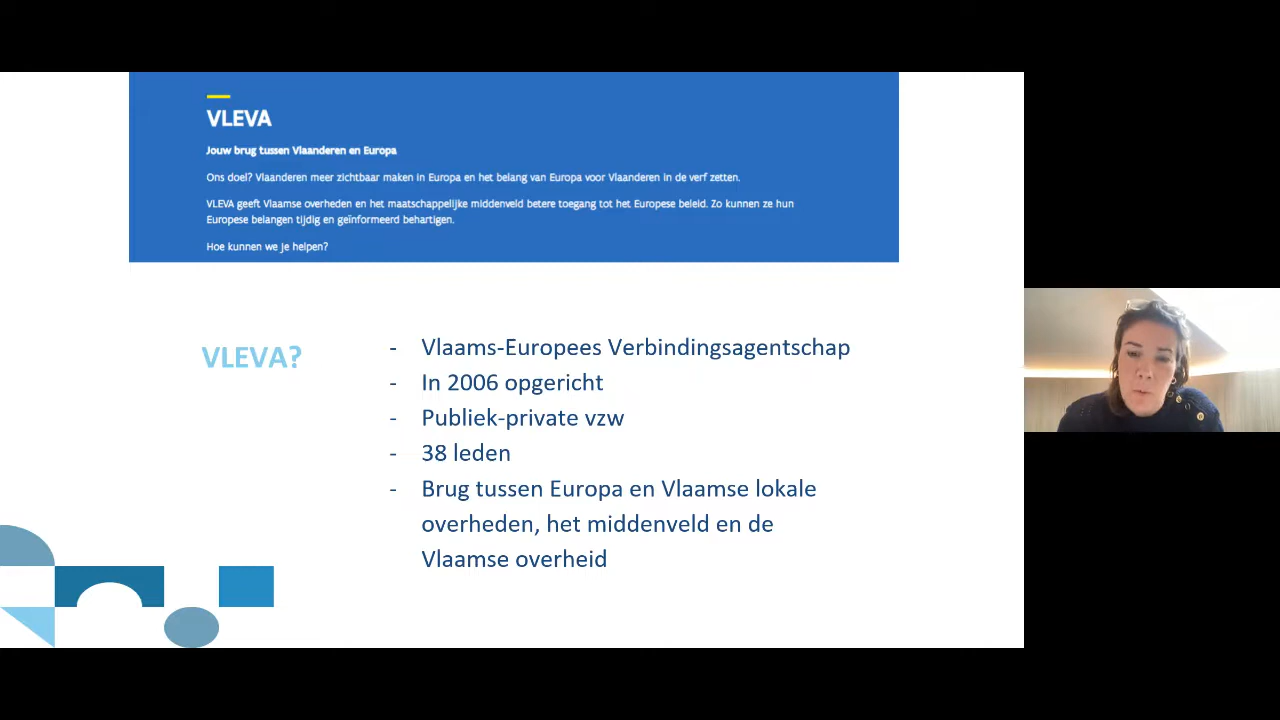 VLEVA
Jouw brug tussen Vlaanderen en Europa
Ons doel? Vlaanderen meer zichtbaar maken in Europa en het belang van Europa voor Vlaanderen in de verf zetten.
VLEVA geeft Vlaamse overheden en het maatschappelijke middenveld betere toegang tot het Europese beleid. Zo kunnen ze hun
Europese belangen tijdig en geïnformeerd behartigen.
Hoe kunnen we je helpen?
VLEVA?
- Vlaams-Europees Verbindingsagentschap
- In 2006 opgericht
- Publiek-private vzw
- 38 leden
- Brug tussen Europa en Vlaamse lokale
overheden, het middenveld en de
Vlaamse overheid